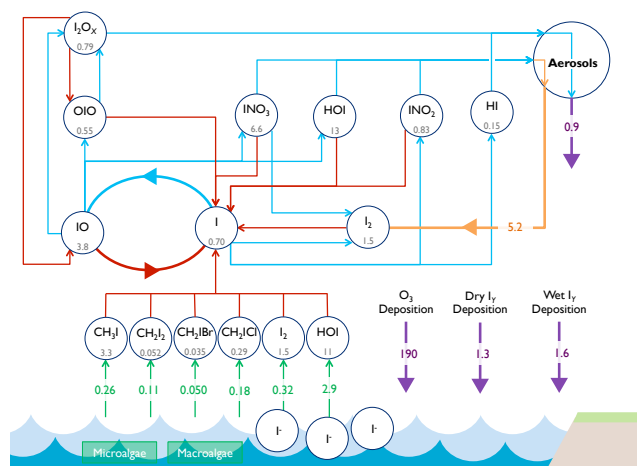 I₂Oₓ
0.79
Aerosols
OIO
0.55
INO₃
6.6
HOI
13
INO₂
0.83
HI
0.15
0.9
IO
3.8
I
0.70
I₂
1.5
5.2
O₃
Deposition
Dry Iᵧ
Deposition
Wet Iᵧ
Deposition
CH₃I
3.3
CH₂I₂
0.052
CH₂IBr
0.035
CH₂ICl
0.29
I₂
1.5
HOI
11
190
1.3
1.6
0.26
0.11
0.050
0.18
0.32
2.9
I⁻
I⁻
I⁻
Microalgae
Macroalgae